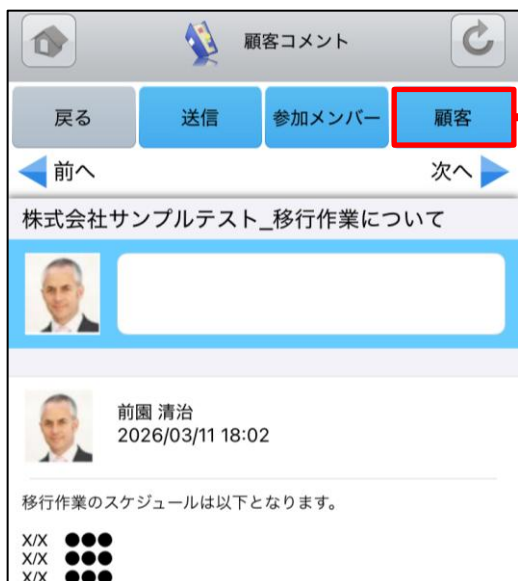 顧客コメント
戻る 送信 参加メンバー 顧客
前へ 次へ
株式会社サンプルテスト_移行作業について
前園 清治
2026/03/11 18:02
移行作業のスケジュールは以下となります。
X/X ●●●
X/X ●●●
X/X ●●●